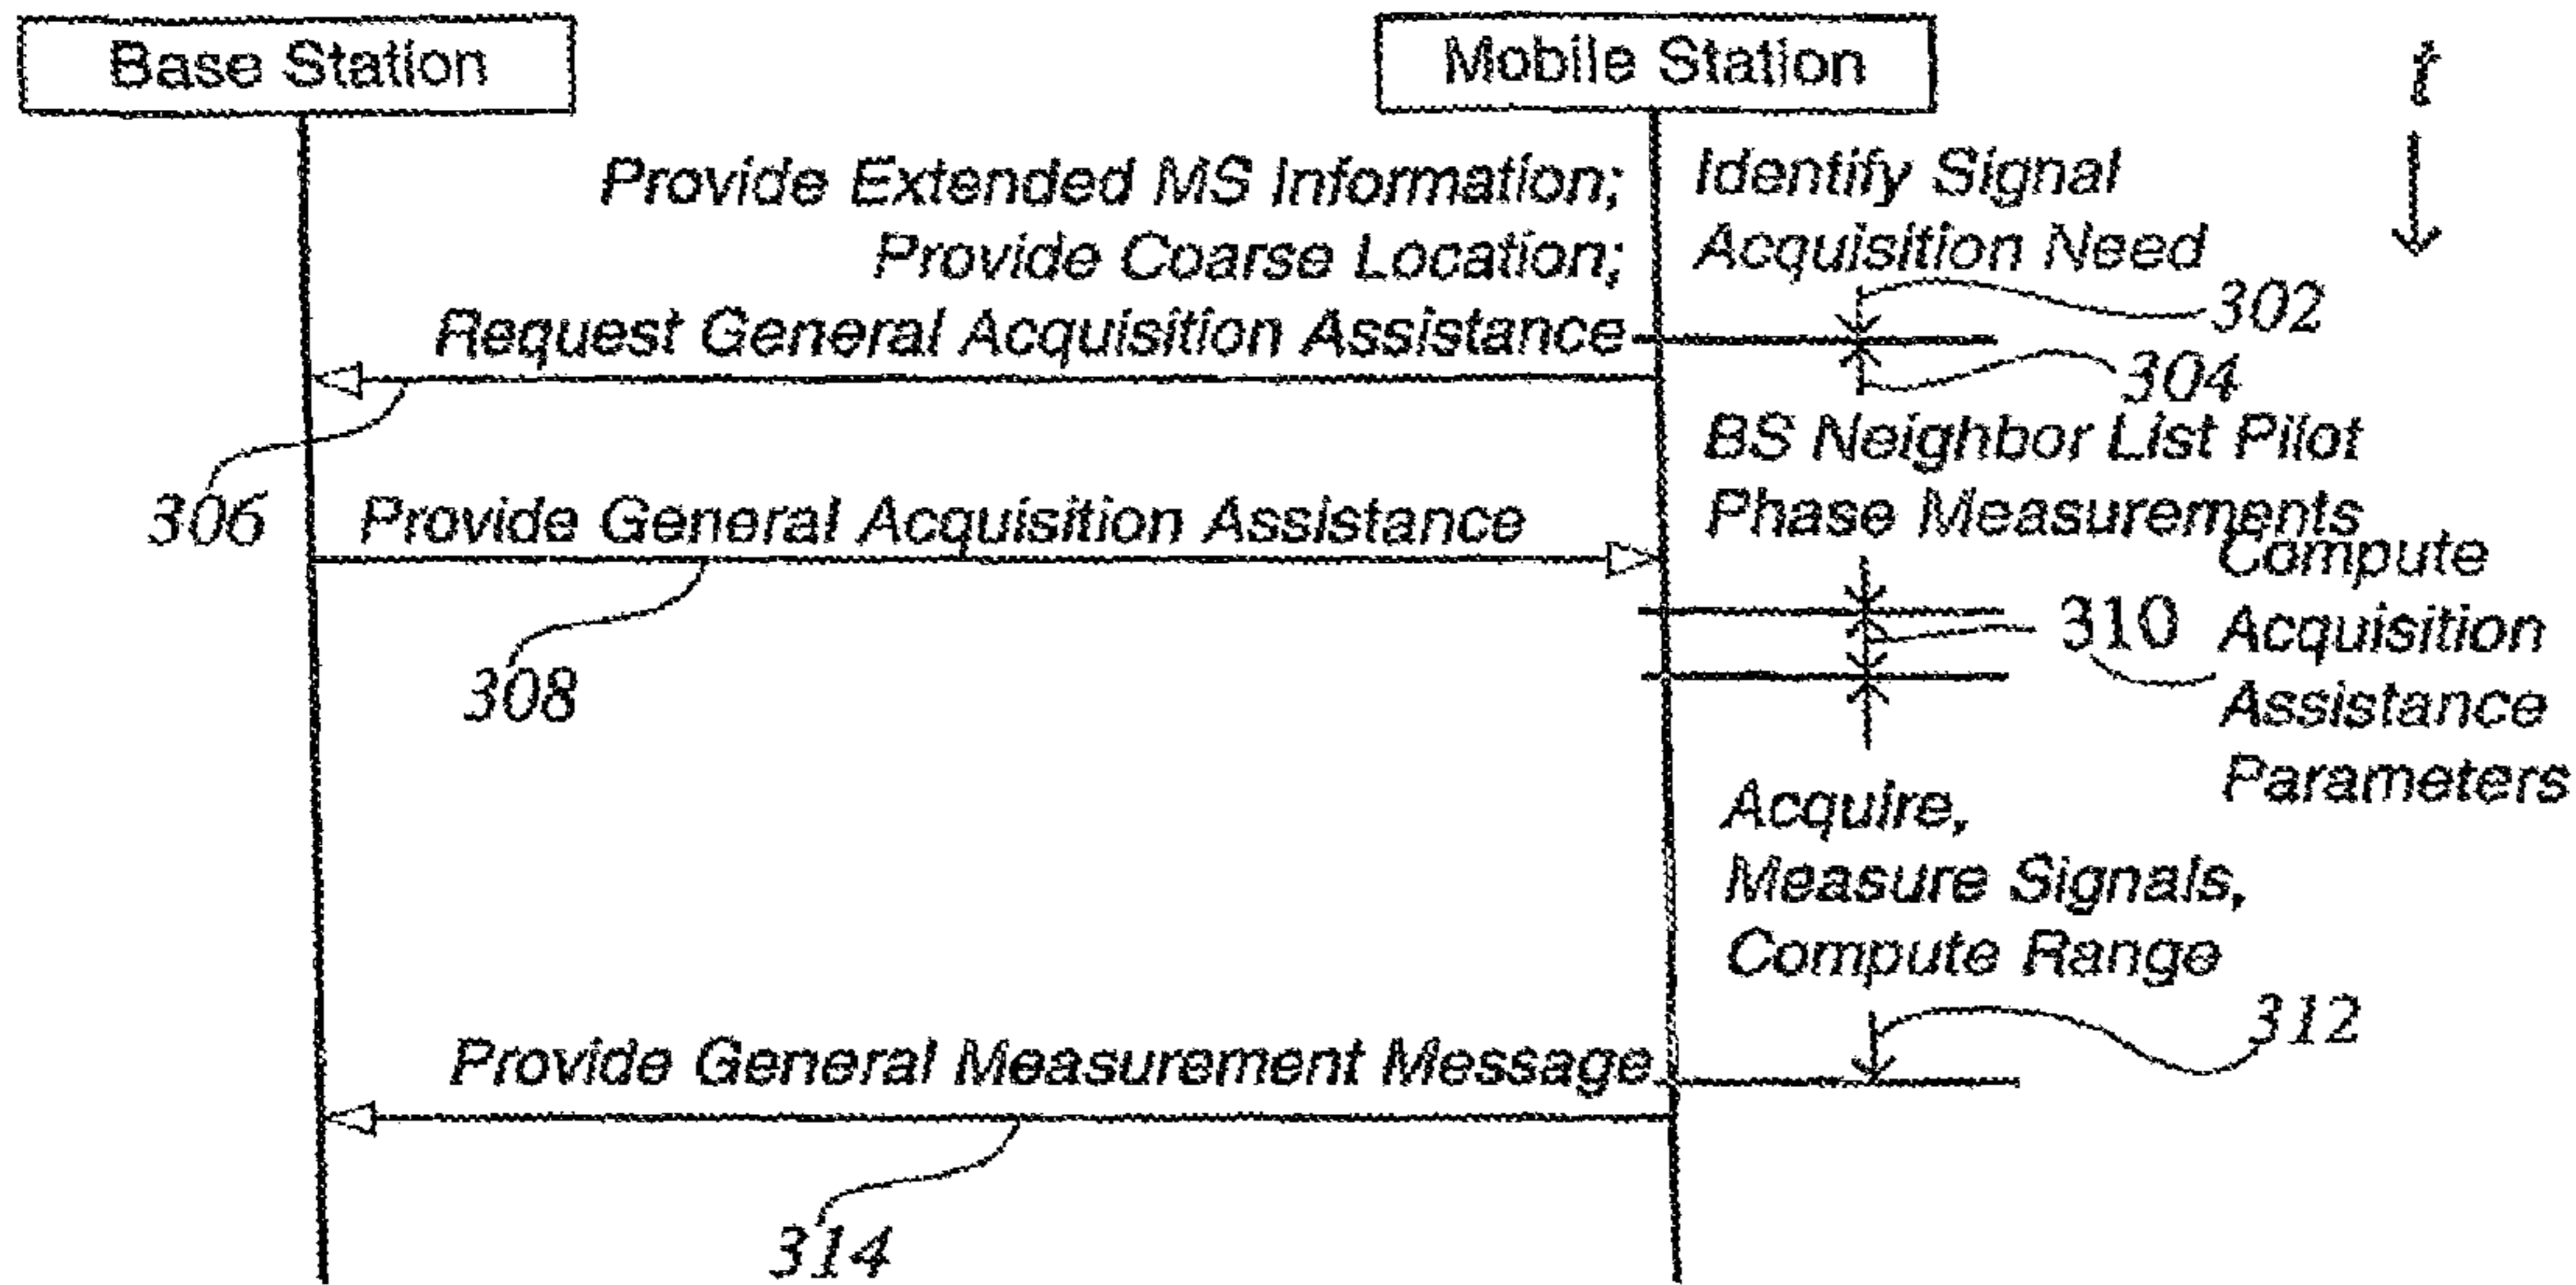 Base Station
Mobile Station
t
Provide Extended MS Information;
Provide Coarse Location;
Request General Acquisition Assistance
Identify Signal
Acquisition Need
302
304
306
BS Neighbor List Pilot
Phase Measurements
Provide General Acquisition Assistance
308
310
Compute
Acquisition
Assistance
Parameters
Acquire,
Measure Signals,
Compute Range
312
Provide General Measurement Message
314